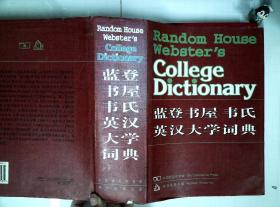 Random House
Webster's
College
Dictionary
蓝登
书屋
韦氏
英汉
大学
词典
Random House
Webster's
College
Dictionary
蓝登书屋 韦氏
英汉大学词典